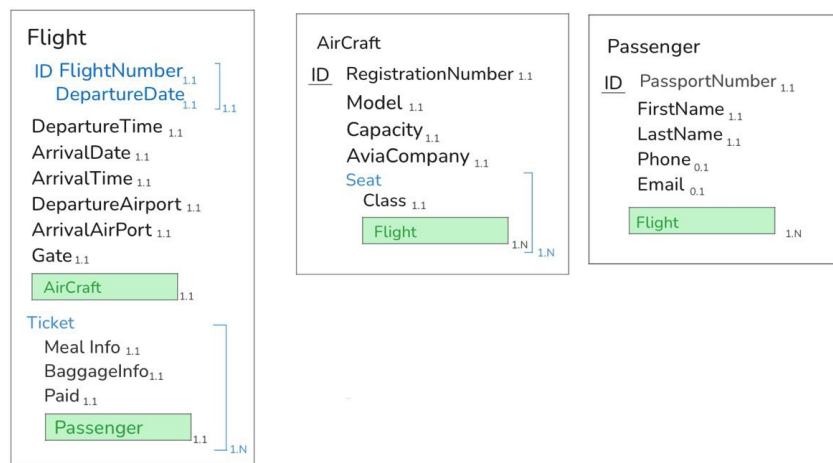 Flight
ID FlightNumber 1.1
DepartureDate 1.1
1.1
DepartureTime 1.1
ArrivalDate 1.1
ArrivalTime 1.1
DepartureAirport 1.1
ArrivalAirPort 1.1
Gate 1.1
AirCraft 1.1
Ticket
Meal Info 1.1
BaggageInfo 1.1
Paid 1.1
Passenger 1.1
1.N
AirCraft
ID RegistrationNumber 1.1
Model 1.1
Capacity 1.1
AviaCompany 1.1
Seat
Class 1.1
Flight 1.N
1.N
Passenger
ID PassportNumber 1.1
FirstName 1.1
LastName 1.1
Phone 0.1
Email 0.1
Flight 1.N